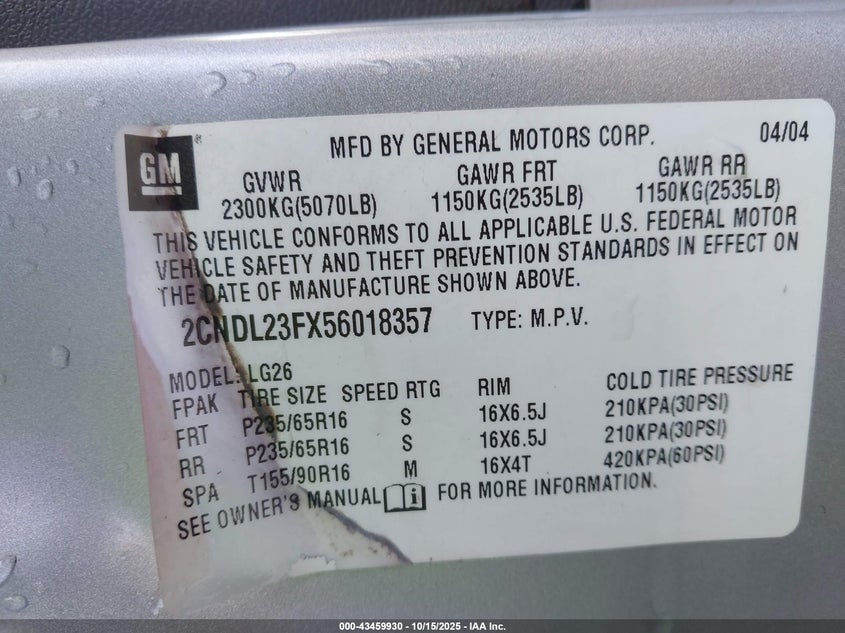 GM
®
MFD BY GENERAL MOTORS CORP. 04/04
GVWR GAWR FRT GAWR RR
2300KG(5070LB) 1150KG(2535LB) 1150KG(2535LB)
THIS VEHICLE CONFORMS TO ALL APPLICABLE U.S. FEDERAL MOTOR
VEHICLE SAFETY AND THEFT PREVENTION STANDARDS IN EFFECT ON
THE DATE OF MANUFACTURE SHOWN ABOVE.
2CNDL23FX56018357 TYPE: M.P.V.
MODEL: LG26
FPAK TIRE SIZE SPEED RTG RIM COLD TIRE PRESSURE
FRT P235/65R16 S 16X6.5J 210KPA(30PSI)
RR P235/65R16 S 16X6.5J 210KPA(30PSI)
SPA T155/90R16 M 16X4T 420KPA(60PSI)
SEE OWNER'S MANUAL FOR MORE INFORMATION.
000-43459930 - 10/15/2025 - IAA Inc.